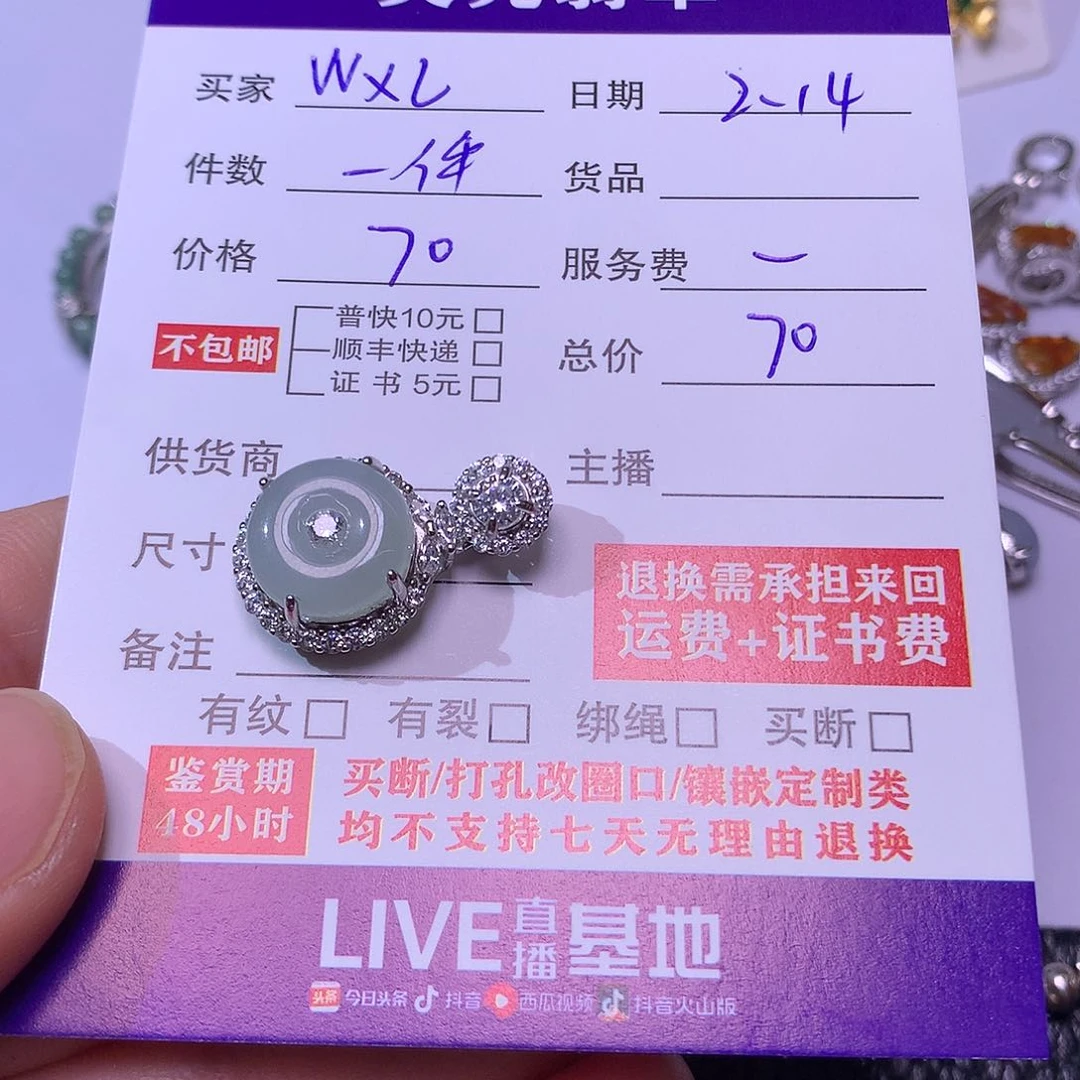 买家 WXL 日期 2-14
件数 一件 货品
价格 70 服务费 一
普快10元
不包邮 顺丰快递 总价 70
证书 5元
供货商 主播
尺寸
退换需承担来回
运费+证书费
备注
有纹 有裂 绑绳 买断
鉴赏期 买断/打孔改圈口/镶嵌定制类
48小时 均不支持七天无理由退换
LIVE直播基地
头条 今日头条 抖音 西瓜视频 抖音火山版